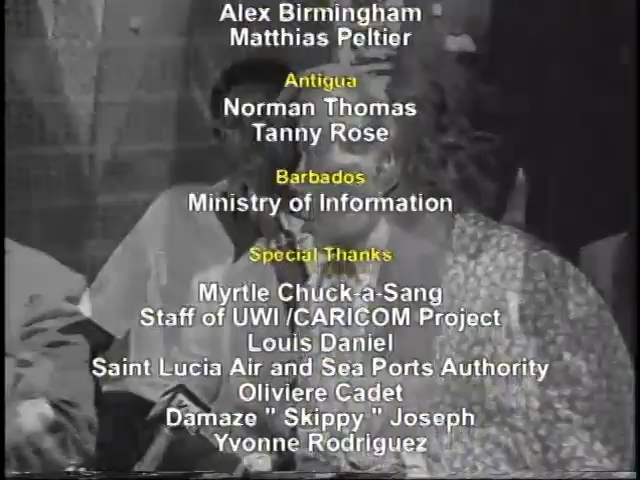 Alex Birmingham
Matthias Peltier
Antigua
Norman Thomas
Tanny Rose
Barbados
Ministry of Information
Special Thanks
Myrtle Chuck-a-Sang
Staff of UWI /CARICOM Project
Louis Daniel
Saint Lucia Air and Sea Ports Authority
Oliviere Cadet
Damaze " Skippy " Joseph
Yvonne Rodriguez